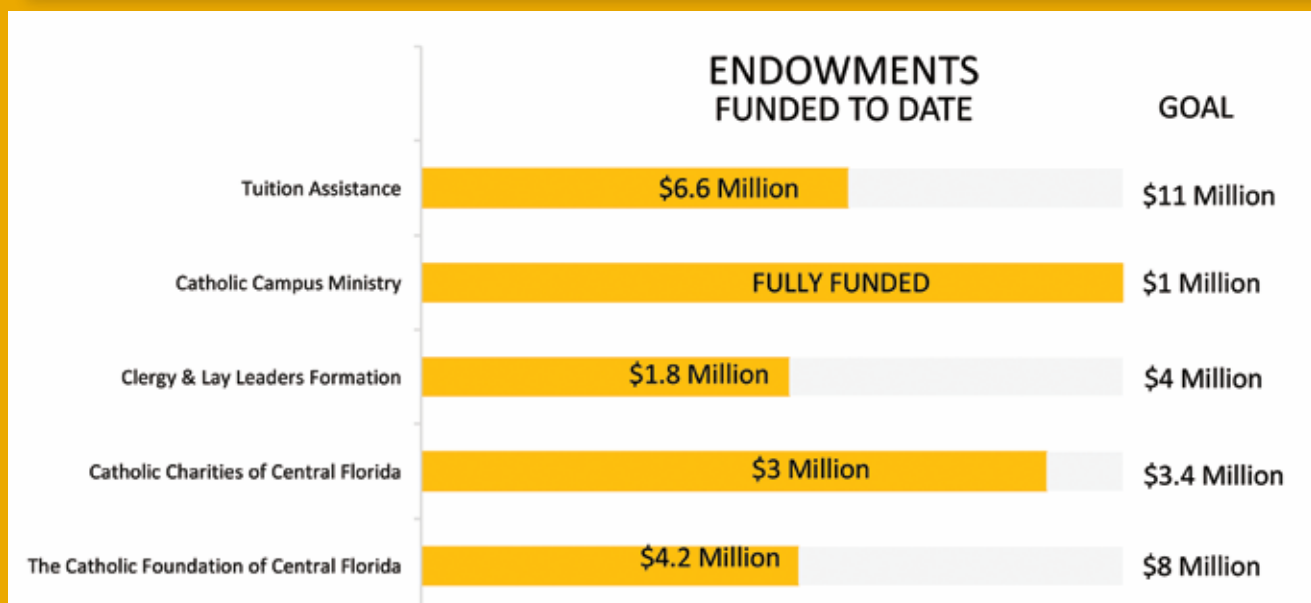 ENDOWMENTS
FUNDED TO DATE
GOAL
Tuition Assistance
$6.6 Million
$11 Million
Catholic Campus Ministry
FULLY FUNDED
$1 Million
Clergy & Lay Leaders Formation
$1.8 Million
$4 Million
Catholic Charities of Central Florida
$3 Million
$3.4 Million
The Catholic Foundation of Central Florida
$4.2 Million
$8 Million